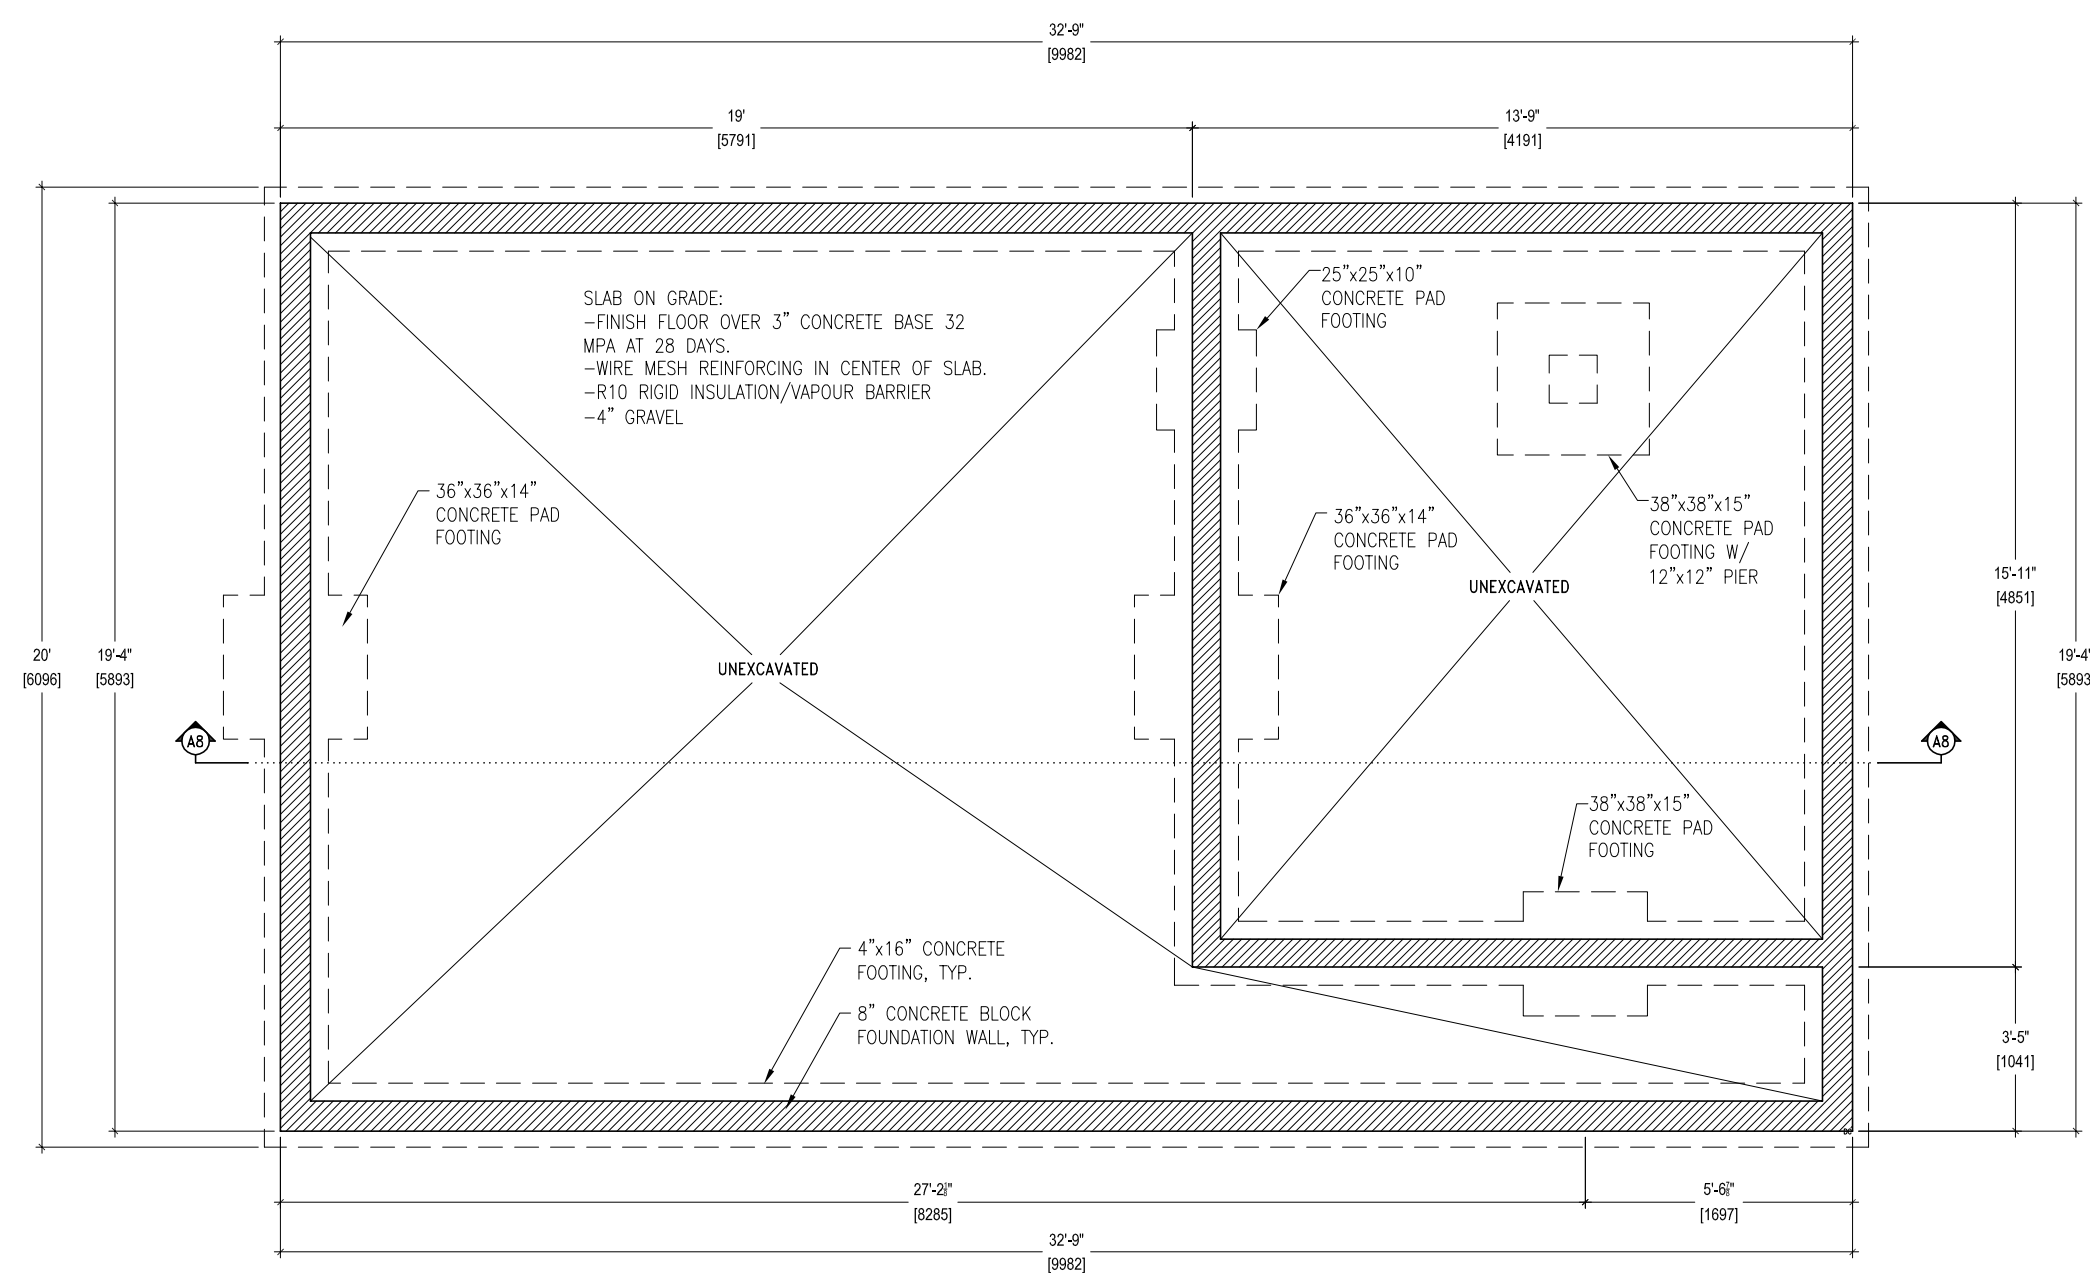 32'-9"
[9982]
19'
[5791]
13'-9"
[4191]
SLAB ON GRADE:
-FINISH FLOOR OVER 3" CONCRETE BASE 32
MPA AT 28 DAYS.
-WIRE MESH REINFORCING IN CENTER OF SLAB.
-R10 RIGID INSULATION/VAPOUR BARRIER
-4" GRAVEL
25"x25"x10"
CONCRETE PAD
FOOTING
36"x36"x14"
CONCRETE PAD
FOOTING
36"x36"x14"
CONCRETE PAD
FOOTING
38"x38"x15"
CONCRETE PAD
FOOTING W/
12"x12" PIER
UNEXCAVATED
UNEXCAVATED
15'-11"
[4851]
20'
[6096]
19'-4"
[5893]
19'-4'
[5893
A8
A8
38"x38"x15"
CONCRETE PAD
FOOTING
4"x16" CONCRETE
FOOTING, TYP.
8" CONCRETE BLOCK
FOUNDATION WALL, TYP.
3'-5"
[1041]
27'-2⅛"
[8285]
5'-6⅞"
[1697]
32'-9"
[9982]